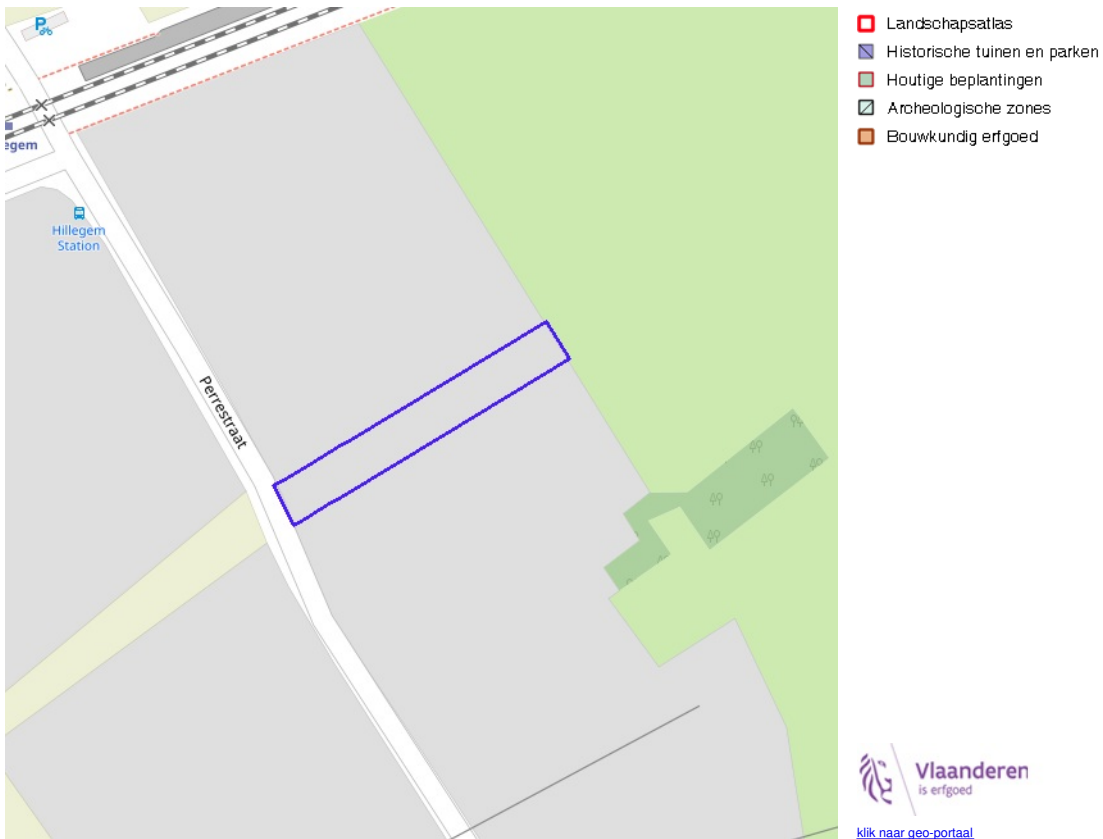 P
egem
Hillegem
Station
Perrestraat
Landschapsatlas
Historische tuinen en parken
Houtige beplantingen
Archeologische zones
Bouwkundig erfgoed
Vlaanderen
is erfgoed
klik naar geo-portaal